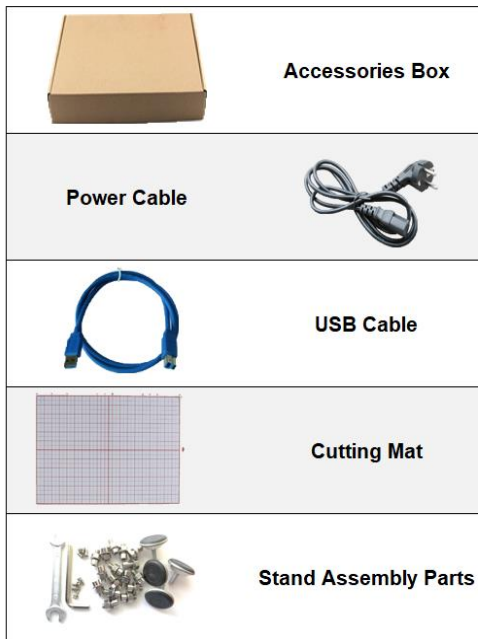 Accessories Box
Power Cable
USB Cable
Cutting Mat
Stand Assembly Parts